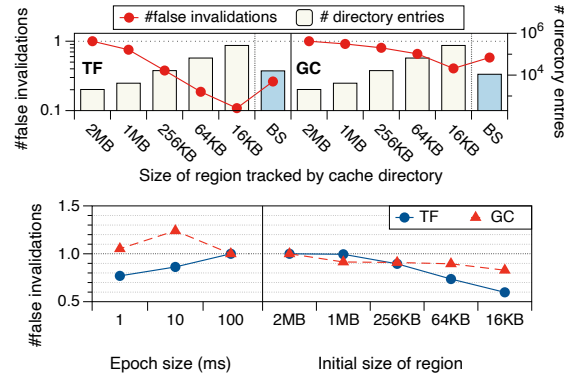 #false invalidations # directory entries
#false invalidations
# directory entries
1
0.1
10^6
10^4
TF
GC
2MB 1MB 256KB 64KB 16KB BS 2MB 1MB 256KB 64KB 16KB BS
Size of region tracked by cache directory
#false invalidations
1.5
1.0
0.5
TF GC
1 10 100 2MB 1MB 256KB 64KB 16KB
Epoch size (ms) Initial size of region